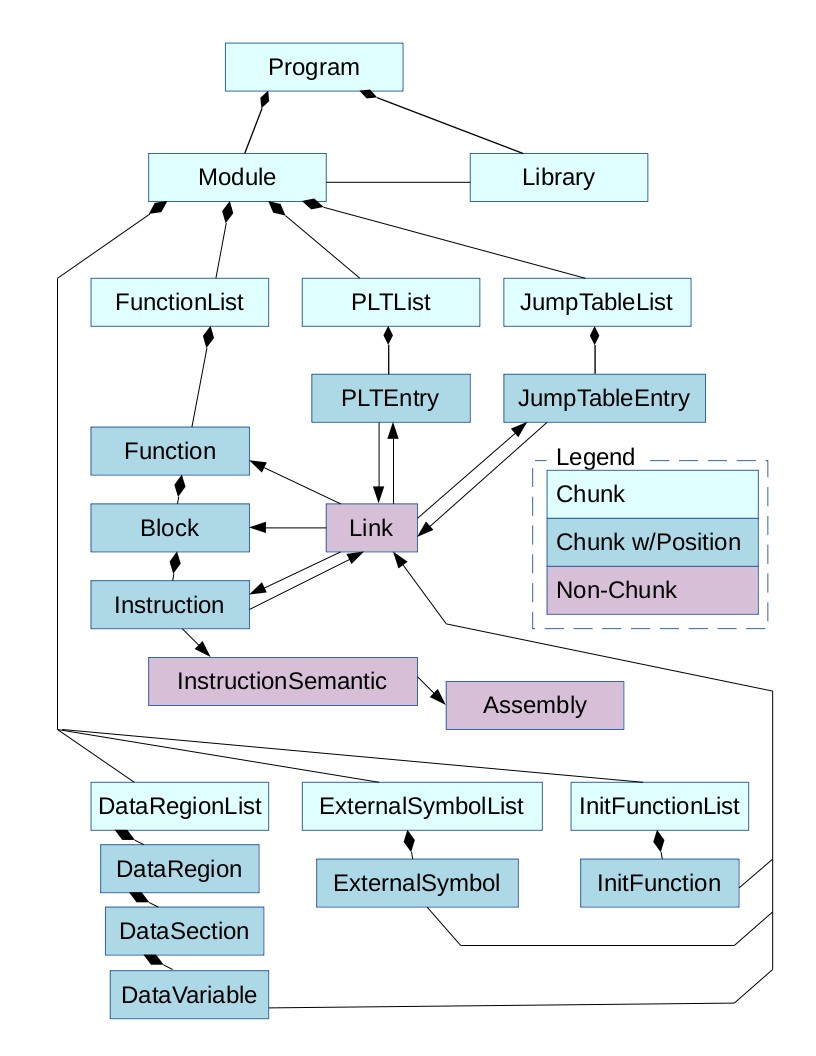 Program
Module
Library
FunctionList
PLTList
JumpTableList
PLTEntry
JumpTableEntry
Function
Legend
Chunk
Block
Link
Chunk w/Position
Instruction
Non-Chunk
InstructionSemantic
Assembly
DataRegionList
ExternalSymbolList
InitFunctionList
DataRegion
ExternalSymbol
InitFunction
DataSection
DataVariable